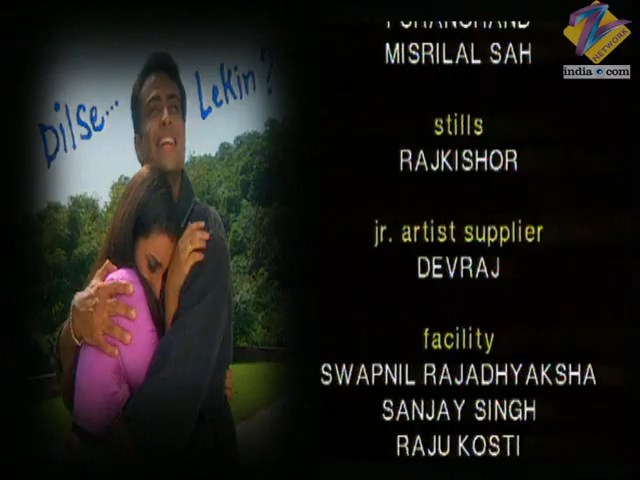 Dilse... Lekin?
MISRILAL SAH
stills
RAJKISHOR
jr. artist supplier
DEVRAJ
facility
SWAPNIL RAJADHYAKSHA
SANJAY SINGH
RAJU KOSTI
Z
NETWORK
india.com